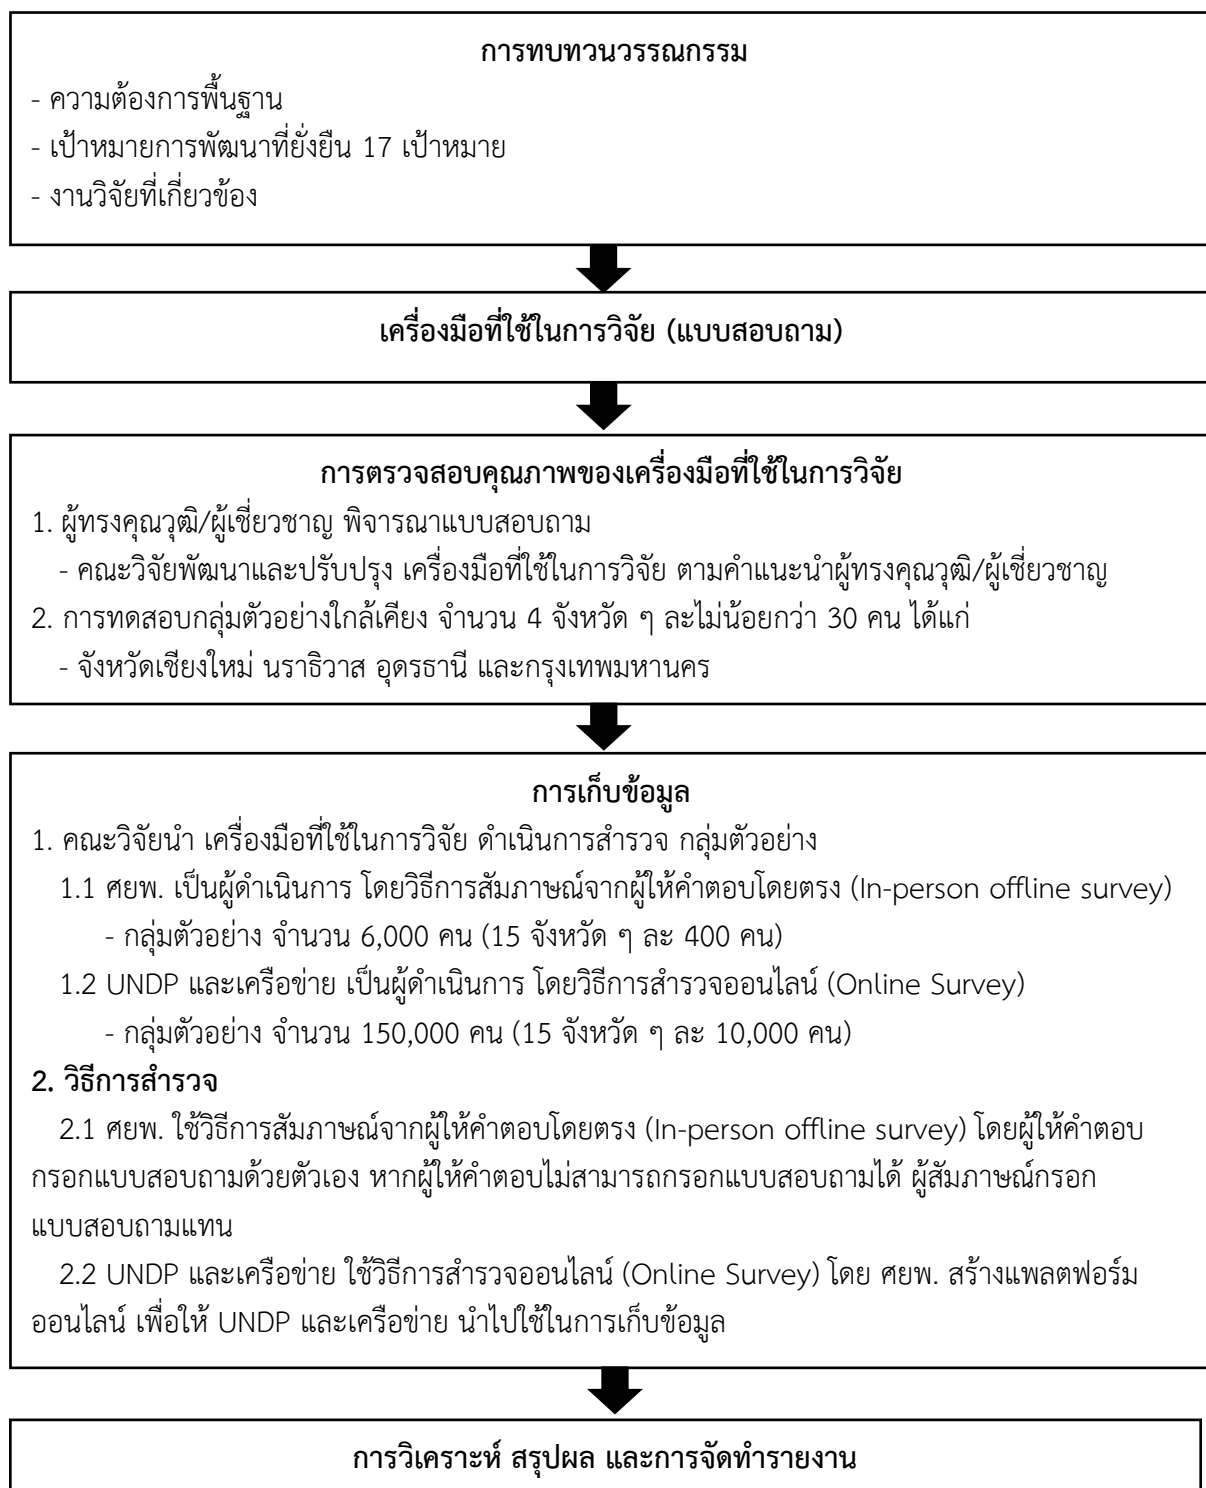 การทบทวนวรรณกรรม
- ความต้องการพื้นฐาน
- เป้าหมายการพัฒนาที่ยั่งยืน 17 เป้าหมาย
- งานวิจัยที่เกี่ยวข้อง
เครื่องมือที่ใช้ในการวิจัย (แบบสอบถาม)
การตรวจสอบคุณภาพของเครื่องมือที่ใช้ในการวิจัย
1. ผู้ทรงคุณวุฒิ/ผู้เชี่ยวชาญ พิจารณาแบบสอบถาม
- คณะวิจัยพัฒนาและปรับปรุง เครื่องมือที่ใช้ในการวิจัย ตามคำแนะนำผู้ทรงคุณวุฒิ/ผู้เชี่ยวชาญ
2. การทดสอบกลุ่มตัวอย่างใกล้เคียง จำนวน 4 จังหวัด ๆ ละไม่น้อยกว่า 30 คน ได้แก่
- จังหวัดเชียงใหม่ นราธิวาส อุดรธานี และกรุงเทพมหานคร
การเก็บข้อมูล
1. คณะวิจัยนำ เครื่องมือที่ใช้ในการวิจัย ดำเนินการสำรวจ กลุ่มตัวอย่าง
1.1 ศยพ. เป็นผู้ดำเนินการ โดยวิธีการสัมภาษณ์จากผู้ให้คำตอบโดยตรง (In-person offline survey)
- กลุ่มตัวอย่าง จำนวน 6,000 คน (15 จังหวัด ๆ ละ 400 คน)
1.2 UNDP และเครือข่าย เป็นผู้ดำเนินการ โดยวิธีการสำรวจออนไลน์ (Online Survey)
- กลุ่มตัวอย่าง จำนวน 150,000 คน (15 จังหวัด ๆ ละ 10,000 คน)
2. วิธีการสำรวจ
2.1 ศยพ. ใช้วิธีการสัมภาษณ์จากผู้ให้คำตอบโดยตรง (In-person offline survey) โดยผู้ให้คำตอบ
กรอกแบบสอบถามด้วยตัวเอง หากผู้ให้คำตอบไม่สามารถกรอกแบบสอบถามได้ ผู้สัมภาษณ์กรอก
แบบสอบถามแทน
2.2 UNDP และเครือข่าย ใช้วิธีการสำรวจออนไลน์ (Online Survey) โดย ศยพ. สร้างแพลตฟอร์ม
ออนไลน์ เพื่อให้ UNDP และเครือข่าย นำไปใช้ในการเก็บข้อมูล
การวิเคราะห์ สรุปผล และการจัดทำรายงาน